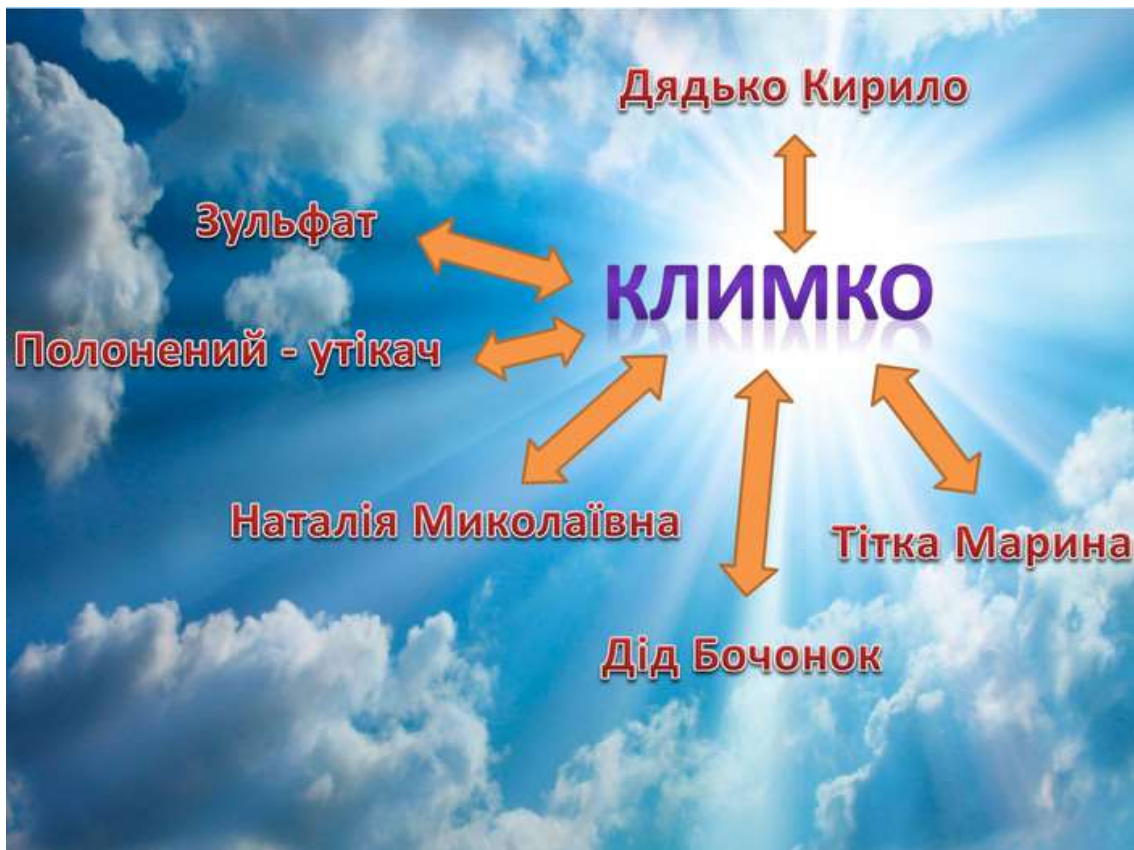 Дядько Кирило
Зульфат
КЛИМКО
Полонений - утікач
Наталія Миколаївна
Тітка Марина
Дід Бочонок